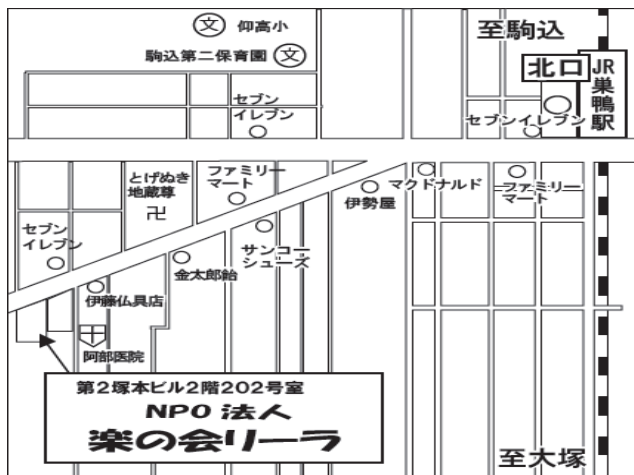 文
仰高小
至駒込
駒込第二保育園
文
北口
JR
巣鴨駅
セブン
イレブン
セブンイレブン
とげぬき
地蔵尊
卍
ファミリー
マート
マクドナルド
ファミリー
マート
伊勢屋
セブン
イレブン
サンコー
シューズ
金太郎飴
伊藤仏具店
阿部医院
第2塚本ビル2階202号室
NPO 法人
楽の会リーラ
至大塚